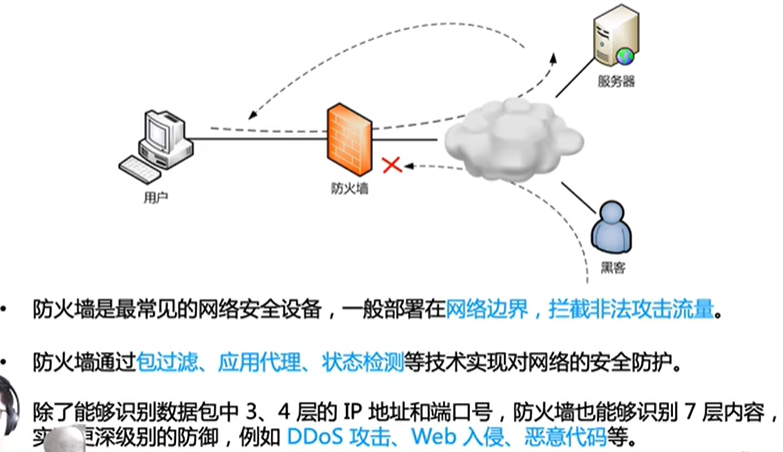 服务器
用户
防火墙
黑客
• 防火墙是最常见的网络安全设备，一般部署在网络边界，拦截非法攻击流量。
• 防火墙通过包过滤、应用代理、状态检测等技术实现对网络的安全防护。
除了能够识别数据包中 3、4 层的 IP 地址和端口号，防火墙也能够识别 7 层内容，
实 更深级别的防御，例如 DDoS 攻击、Web 入侵、恶意代码等。